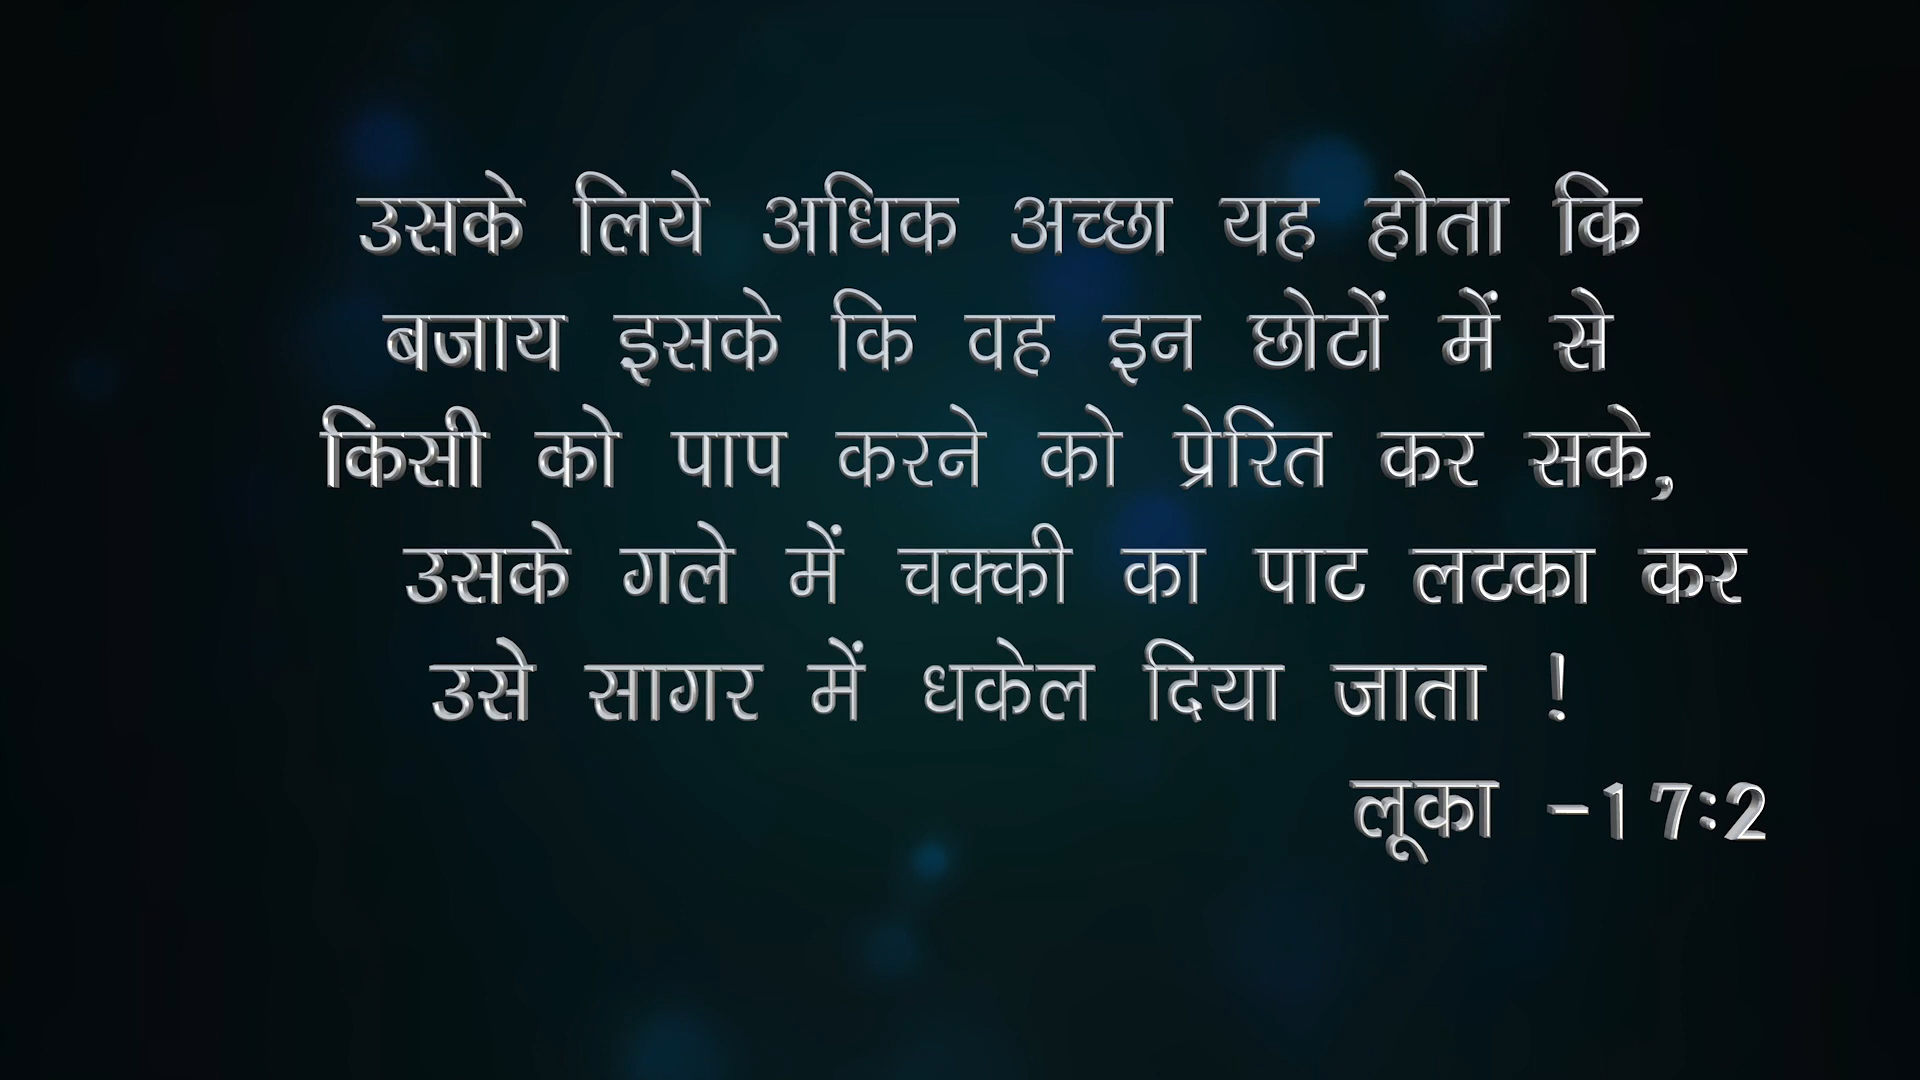 उसके लिये अधिक अच्छा यह होता कि
बजाय इसके कि वह इन छोटों में से
किसी को पाप करने को प्रेरित कर सके,
उसके गले में चक्की का पाट लटका कर
उसे सागर में धकेल दिया जाता !
लूका -17:2